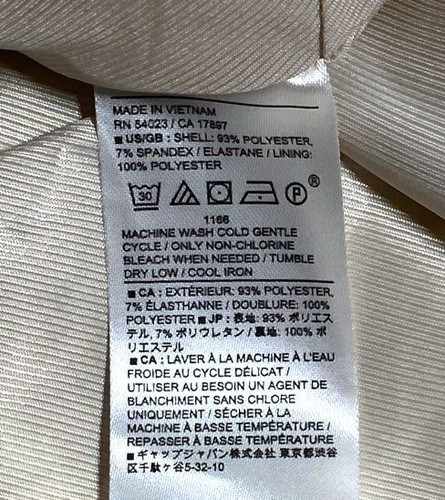 MADE IN VIETNAM
RN 54023 / CA 17897
■ US/GB : SHELL: 93% POLYESTER,
7% SPANDEX / ELASTANE / LINING:
100% POLYESTER
30 P ®
1166
MACHINE WASH COLD GENTLE
CYCLE / ONLY NON-CHLORINE
BLEACH WHEN NEEDED / TUMBLE
DRY LOW / COOL IRON
■ CA : EXTÉRIEUR: 93% POLYESTER,
7% ÉLASTHANNE / DOUBLURE: 100%
POLYESTER ■ JP : 表地: 93% ポリエス
テル, 7% ポリウレタン / 裏地: 100% ポ
リエステル
■ CA : LAVER À LA MACHINE À L'EAU
FROIDE AU CYCLE DÉLICAT /
UTILISER AU BESOIN UN AGENT DE
BLANCHIMENT SANS CHLORE
UNIQUEMENT / SÉCHER À LA
MACHINE À BASSE TEMPÉRATURE /
REPASSER À BASSE TEMPÉRATURE
■ ギャップジャパン株式会社 東京都渋谷
区千駄ヶ谷5-32-10